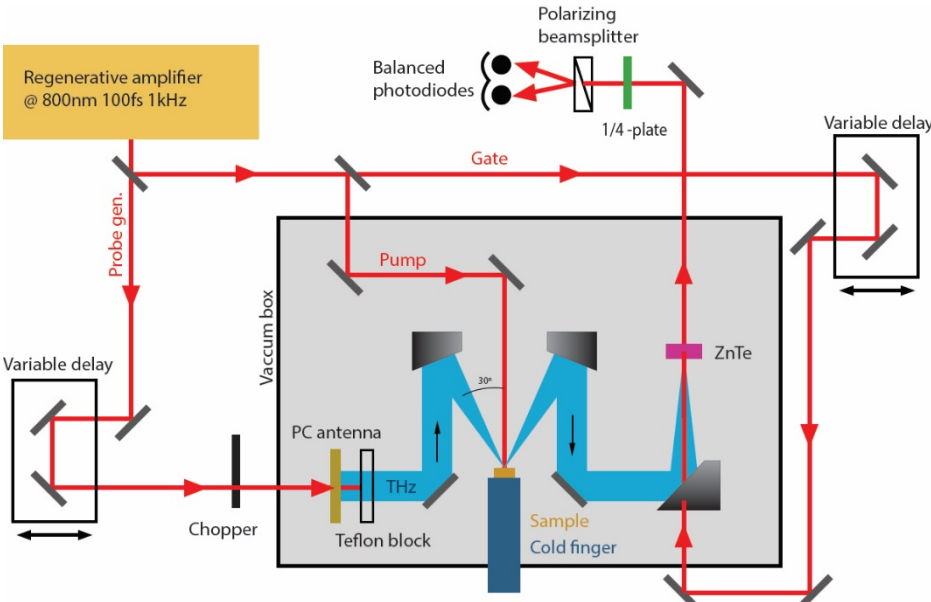 Regenerative amplifier
@ 800nm 100fs 1kHz
Polarizing
beamsplitter
Balanced
photodiodes
1/4 -plate
Variable delay
Gate
Probe gen.
Pump
Vaccum box
ZnTe
Variable delay
30º
PC antenna
THz
Chopper
Teflon block
Sample
Cold finger